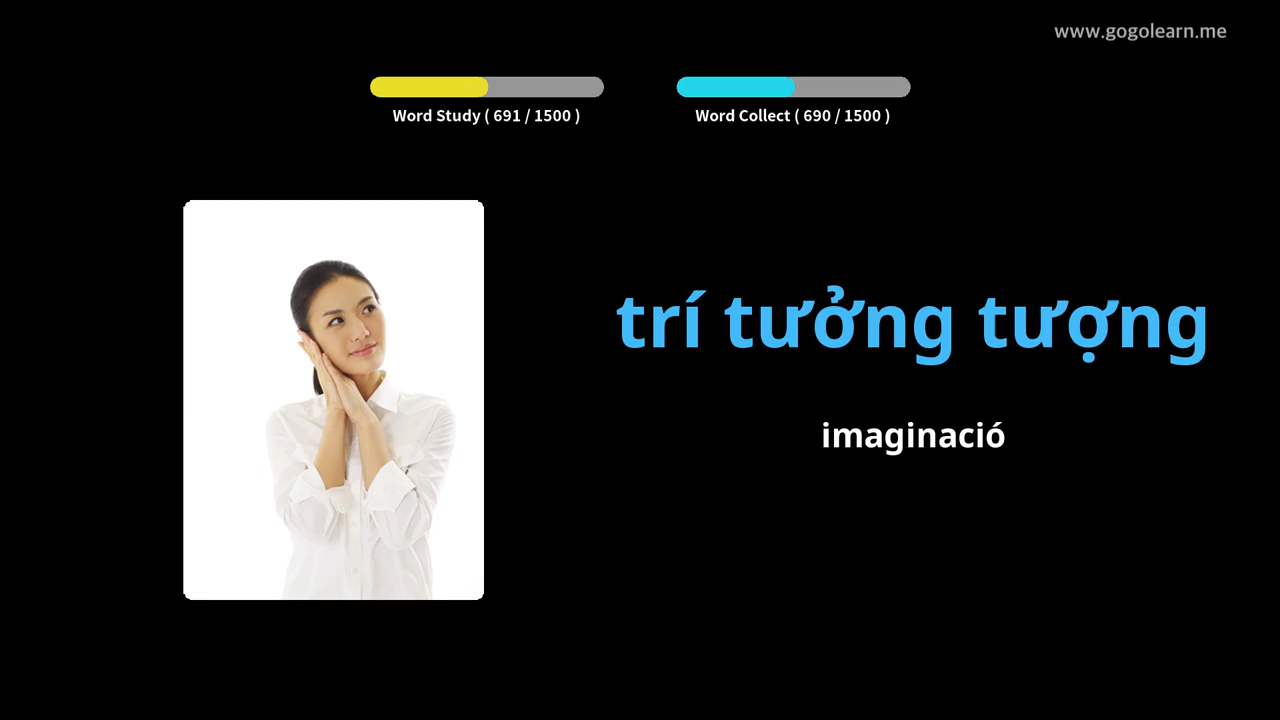 www.gogolearn.me
Word Study ( 691 / 1500 )
Word Collect ( 690 / 1500 )
trí tưởng tượng
imaginació